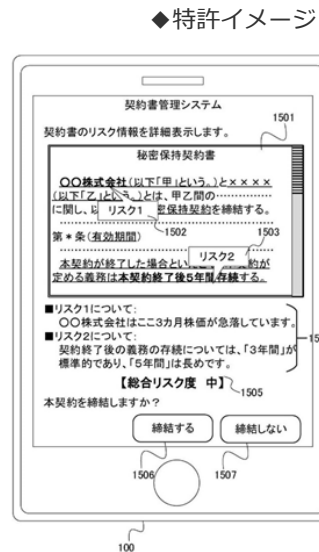 ◆特許イメージ
契約書管理システム
1501
契約書のリスク情報を詳細表示します。
秘密保持契約書
〇〇株式会社(以下「甲」という。)と××××
(以下「乙」という。)とは、甲乙間の
に関し、 リスク1 密保持契約を締結する。
1502
1503
第*条(有効期間)
リスク2
本契約が終了した場合とい 約が
定める義務は本契約終了後5年間存続する。
■リスク1について:
〇〇株式会社はここ3カ月株価が急落しています。
■リスク2について:
契約終了後の義務の存続については、「3年間」が
標準的であり、「5年間」は長めです。
15
【総合リスク度 中】
1505
本契約を締結しますか?
締結する
締結しない
1506
1507
100